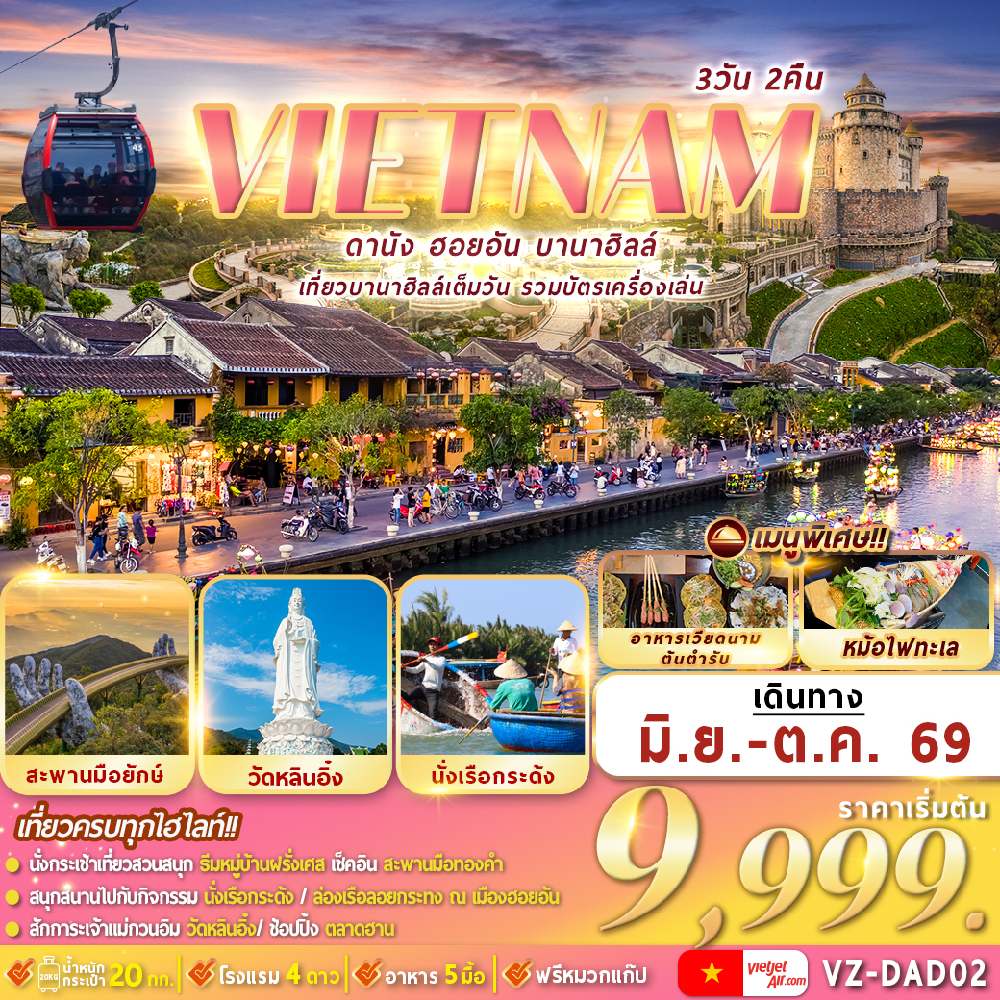 3วัน 2คืน
VIETNAM
ดานัง ฮอยอัน บานาฮิลล์
เที่ยวบานาฮิลล์เต็มวัน รวมบัตรเครื่องเล่น
43
เมนูพิเศษ!!
อาหารเวียดนาม
ต้นตำรับ
หม้อไฟทะเล
สะพานมือยักษ์
วัดหลินอิ๋ง
นั่งเรือกระด้ง
เดินทาง
มิ.ย.-ต.ค. 69
ราคาเริ่มต้น
9,999.
เที่ยวครบทุกไฮไลท์!!
นั่งกระเช้าเที่ยวสวนสนุก ธีมหมู่บ้านฝรั่งเศส เช็คอิน สะพานมือทองคำ
สนุกสนานไปกับกิจกรรม นั่งเรือกระด้ง / ล่องเรือลอยกระทง ณ เมืองฮอยอัน
สักการะเจ้าแม่กวนอิม วัดหลินอิ๋ง/ ช้อปปิ้ง ตลาดฮาน
20KG น้ำหนัก
กระเป๋า 20 กก.
โรงแรม 4 ดาว
อาหาร 5 มื้อ
ฟรีหมวกแก๊ป
vietjet
Air.com
VZ-DAD02